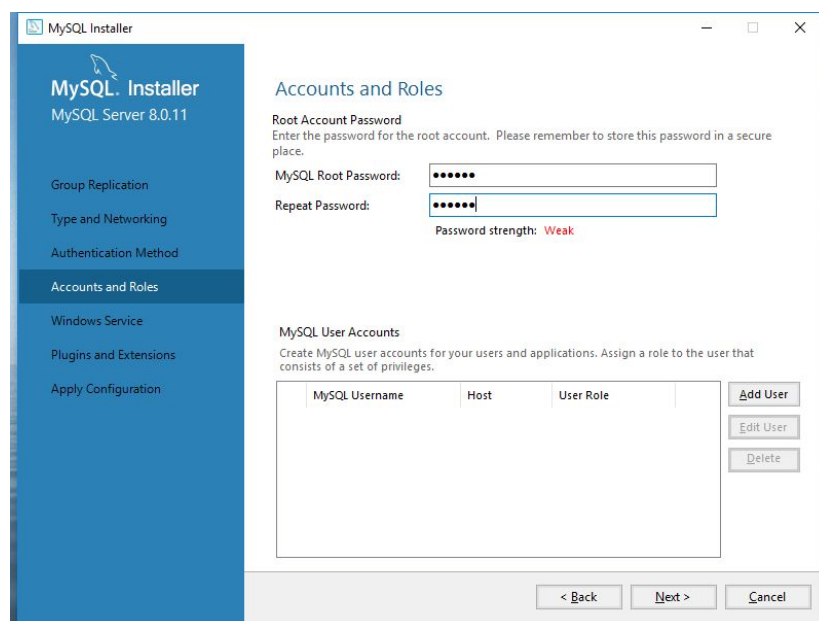 MySQL Installer
MySQL. Installer
MySQL Server 8.0.11
Group Replication
Type and Networking
Authentication Method
Accounts and Roles
Windows Service
Plugins and Extensions
Apply Configuration
Accounts and Roles
Root Account Password
Enter the password for the root account. Please remember to store this password in a secure
place.
MySQL Root Password: ●●●●●●
Repeat Password: ●●●●●●
Password strength: Weak
MySQL User Accounts
Create MySQL user accounts for your users and applications. Assign a role to the user that
consists of a set of privileges.
MySQL Username Host User Role
Add User
Edit User
Delete
< Back Next > Cancel